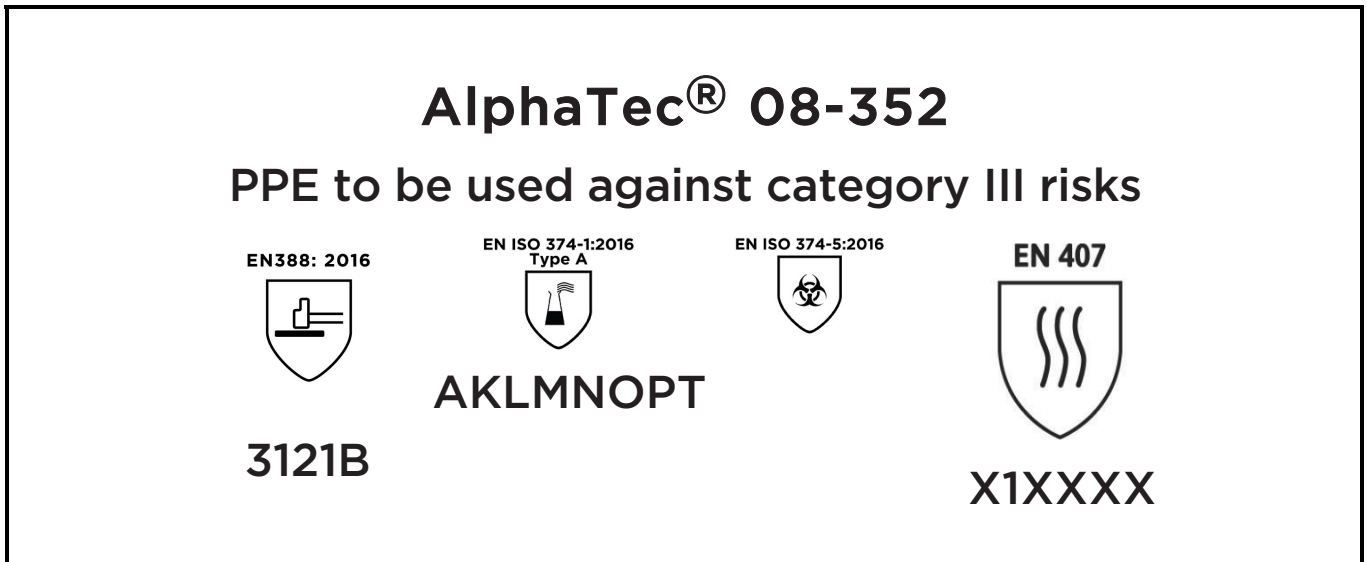 AlphaTec® 08-352
PPE to be used against category III risks
EN388: 2016
3121B
EN ISO 374-1:2016
Type A
AKLMNOPT
EN ISO 374-5:2016
EN 407
X1XXXX